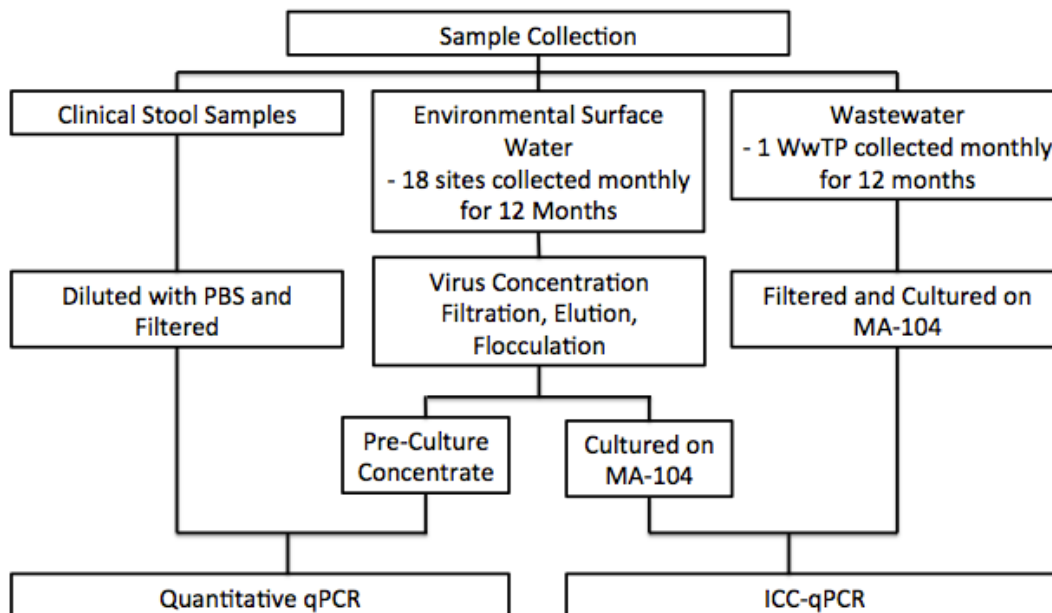 Sample Collection
Clinical Stool Samples
Environmental Surface
Water
- 18 sites collected monthly
for 12 Months
Wastewater
- 1 WwTP collected monthly
for 12 months
Diluted with PBS and
Filtered
Virus Concentration
Filtration, Elution,
Flocculation
Filtered and Cultured on
MA-104
Pre-Culture
Concentrate
Cultured on
MA-104
Quantitative qPCR
ICC-qPCR